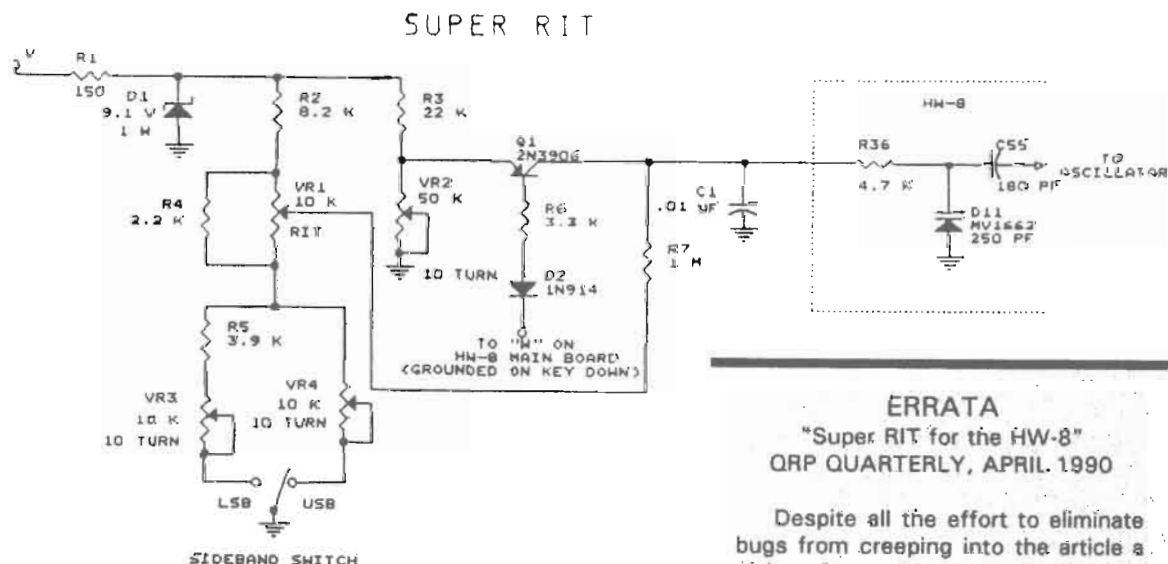 SUPER RIT
V
R1
150
D1
9.1 V
1 W
R2
8.2 K
R3
22 K
Q1
2N3906
HW-8
R36
4.7 K
C55
180 PF
TO
OSCILLATOR
D11
MV1662
250 PF
R4
2.2 K
VR1
10 K
RIT
VR2
50 K
10 TURN
R6
3.3 K
D2
1N914
C1
.01 UF
R7
1 M
TO "W" ON
HW-8 MAIN BOARD
(GROUNDED ON KEY DOWN)
R5
3.9 K
VR3
10 K
10 TURN
VR4
10 K
10 TURN
LSB
USB
SIDEBAND SWITCH
ERRATA
"Super RIT for the HW-8"
QRP QUARTERLY, APRIL 1990
Despite all the effort to eliminate
bugs from creeping into the article a